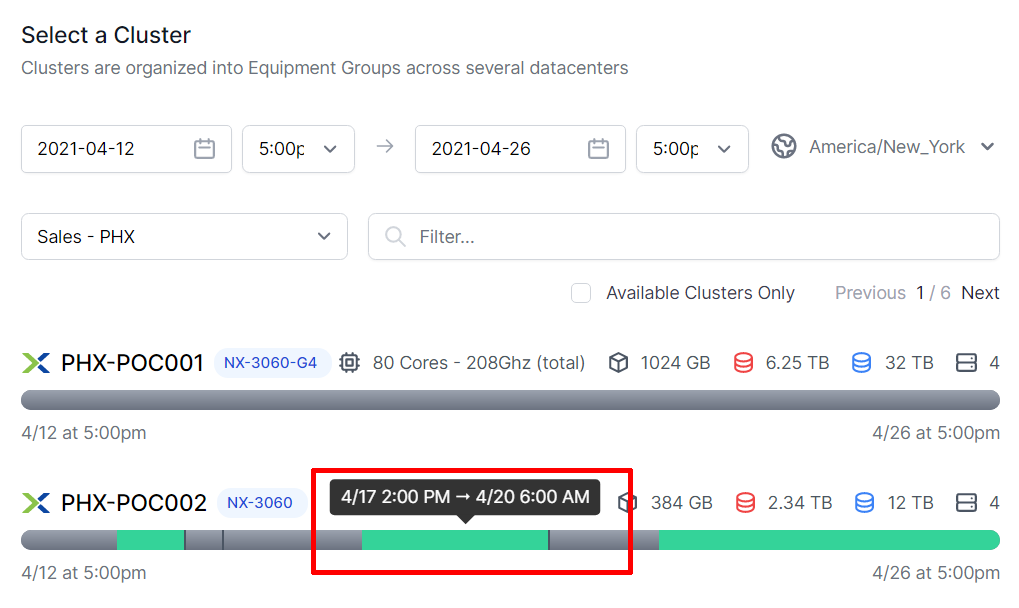 Select a Cluster
Clusters are organized into Equipment Groups across several datacenters
2021-04-12 5:00p → 2021-04-26 5:00p America/New_York
Sales - PHX Filter...
Available Clusters Only Previous 1 / 6 Next
PHX-POC001 NX-3060-G4 80 Cores - 208Ghz (total) 1024 GB 6.25 TB 32 TB 4
4/12 at 5:00pm 4/26 at 5:00pm
4/17 2:00 PM → 4/20 6:00 AM
PHX-POC002 NX-3060 384 GB 2.34 TB 12 TB 4
4/12 at 5:00pm 4/26 at 5:00pm